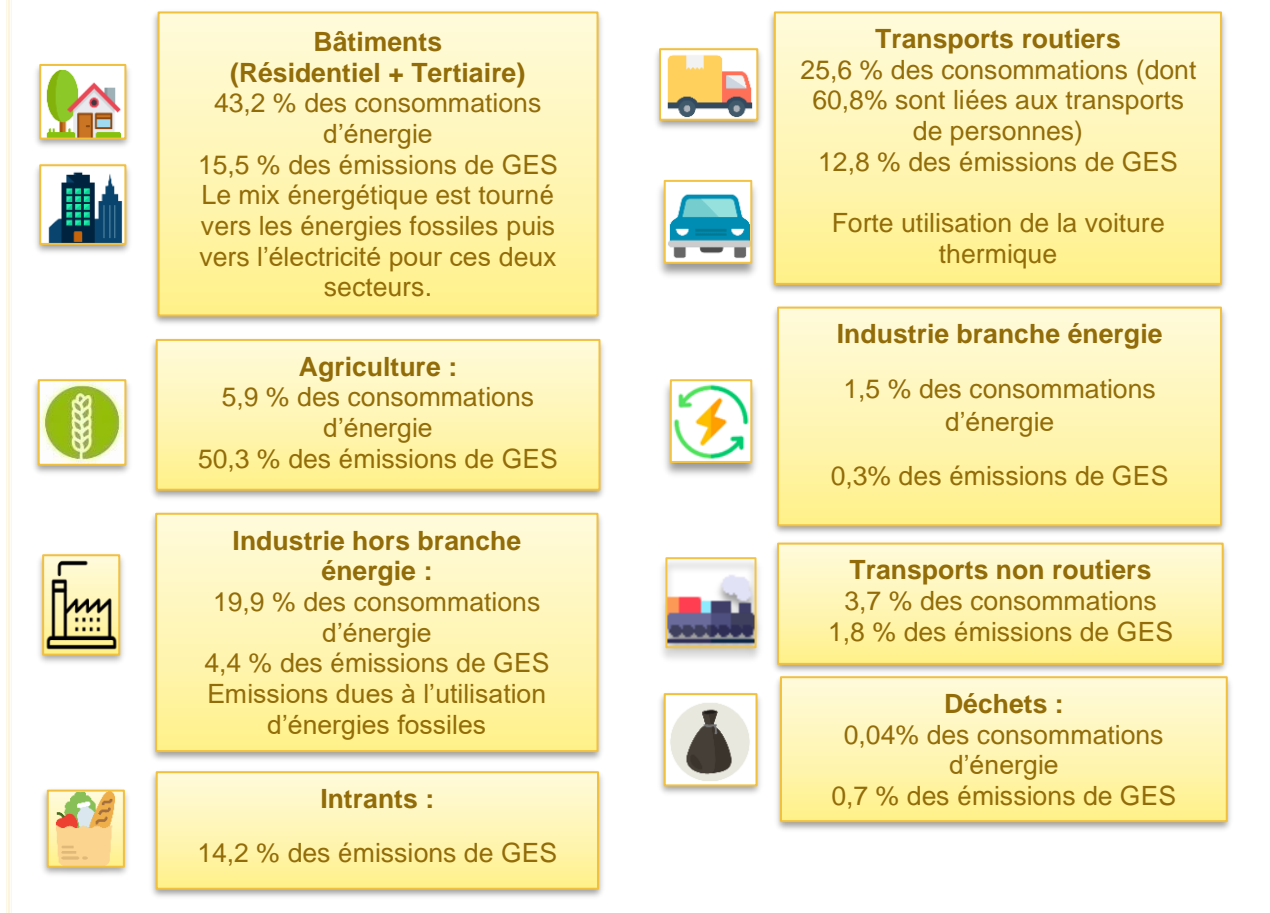 Bâtiments
(Résidentiel + Tertiaire)
43,2 % des consommations
d’énergie
15,5 % des émissions de GES
Le mix énergétique est tourné
vers les énergies fossiles puis
vers l’électricité pour ces deux
secteurs.
Agriculture :
5,9 % des consommations
d’énergie
50,3 % des émissions de GES
Industrie hors branche
énergie :
19,9 % des consommations
d’énergie
4,4 % des émissions de GES
Emissions dues à l’utilisation
d’énergies fossiles
Intrants :
14,2 % des émissions de GES
Transports routiers
25,6 % des consommations (dont
60,8% sont liées aux transports
de personnes)
12,8 % des émissions de GES
Forte utilisation de la voiture
thermique
Industrie branche énergie
1,5 % des consommations
d’énergie
0,3% des émissions de GES
Transports non routiers
3,7 % des consommations
1,8 % des émissions de GES
Déchets :
0,04% des consommations
d’énergie
0,7 % des émissions de GES